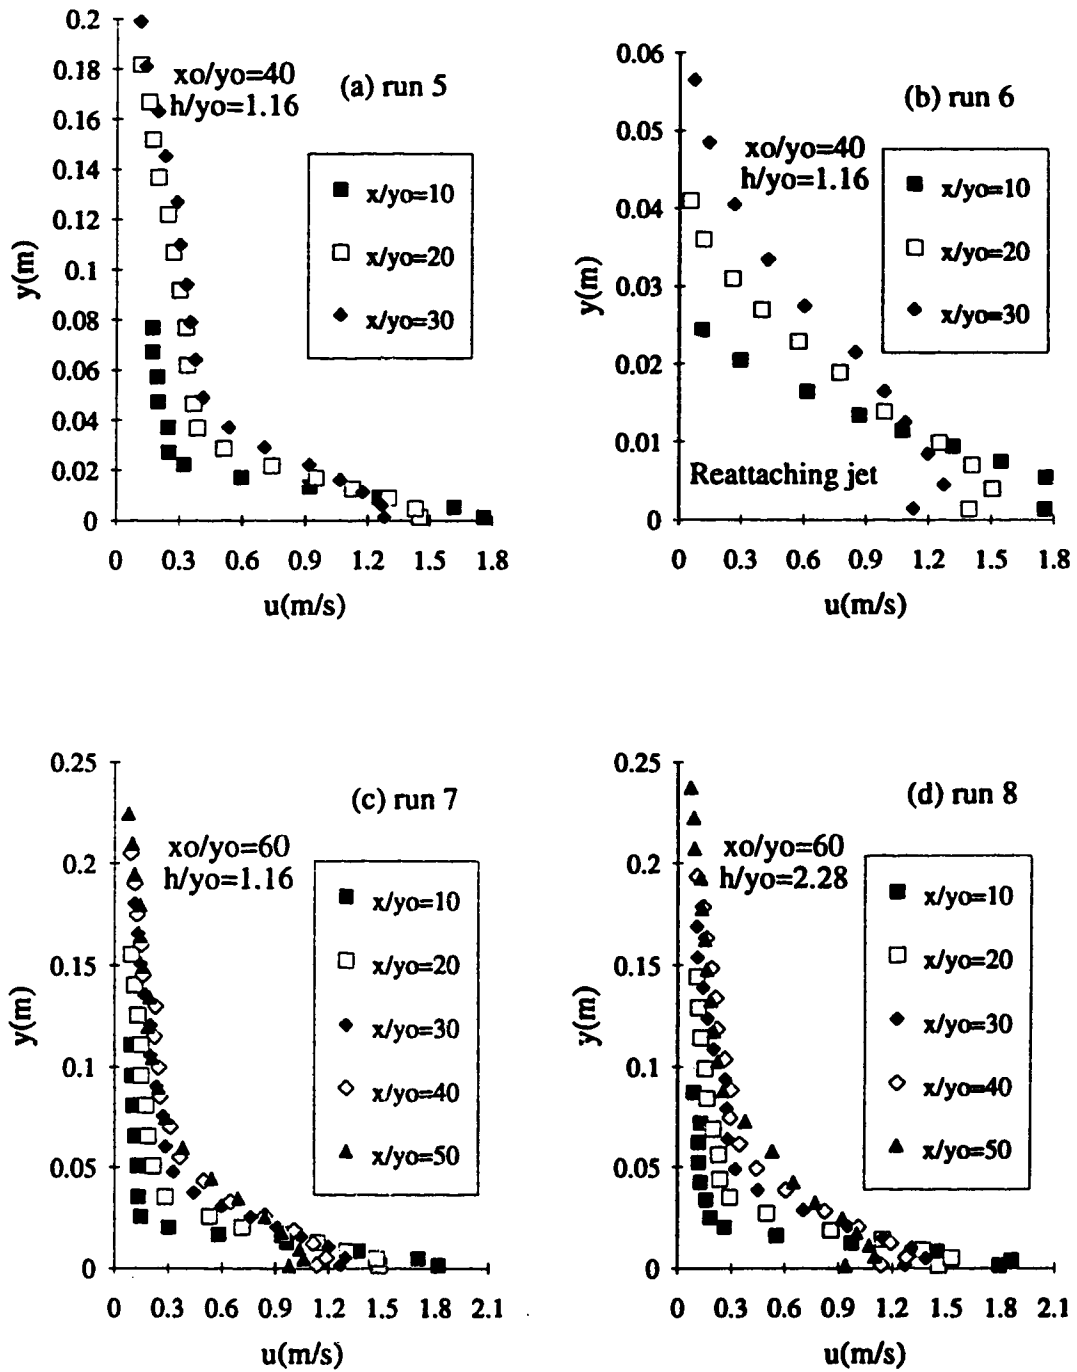 (a) run 5
xo/yo=40
h/yo=1.16
x/yo=10
x/yo=20
x/yo=30
0.2
0.18
0.16
0.14
0.12
0.1
0.08
0.06
0.04
0.02
0
y(m)
0 0.3 0.6 0.9 1.2 1.5 1.8
u(m/s)
(b) run 6
xo/yo=40
h/yo=1.16
x/yo=10
x/yo=20
x/yo=30
0.06
0.05
0.04
0.03
0.02
0.01
0
y(m)
Reattaching jet
0 0.3 0.6 0.9 1.2 1.5 1.8
u(m/s)
(c) run 7
xo/yo=60
h/yo=1.16
x/yo=10
x/yo=20
x/yo=30
x/yo=40
x/yo=50
0.25
0.2
0.15
0.1
0.05
0
y(m)
0 0.3 0.6 0.9 1.2 1.5 1.8 2.1
u(m/s)
(d) run 8
xo/yo=60
h/yo=2.28
x/yo=10
x/yo=20
x/yo=30
x/yo=40
x/yo=50
0.25
0.2
0.15
0.1
0.05
0
y(m)
0 0.3 0.6 0.9 1.2 1.5 1.8 2.1
u(m/s)